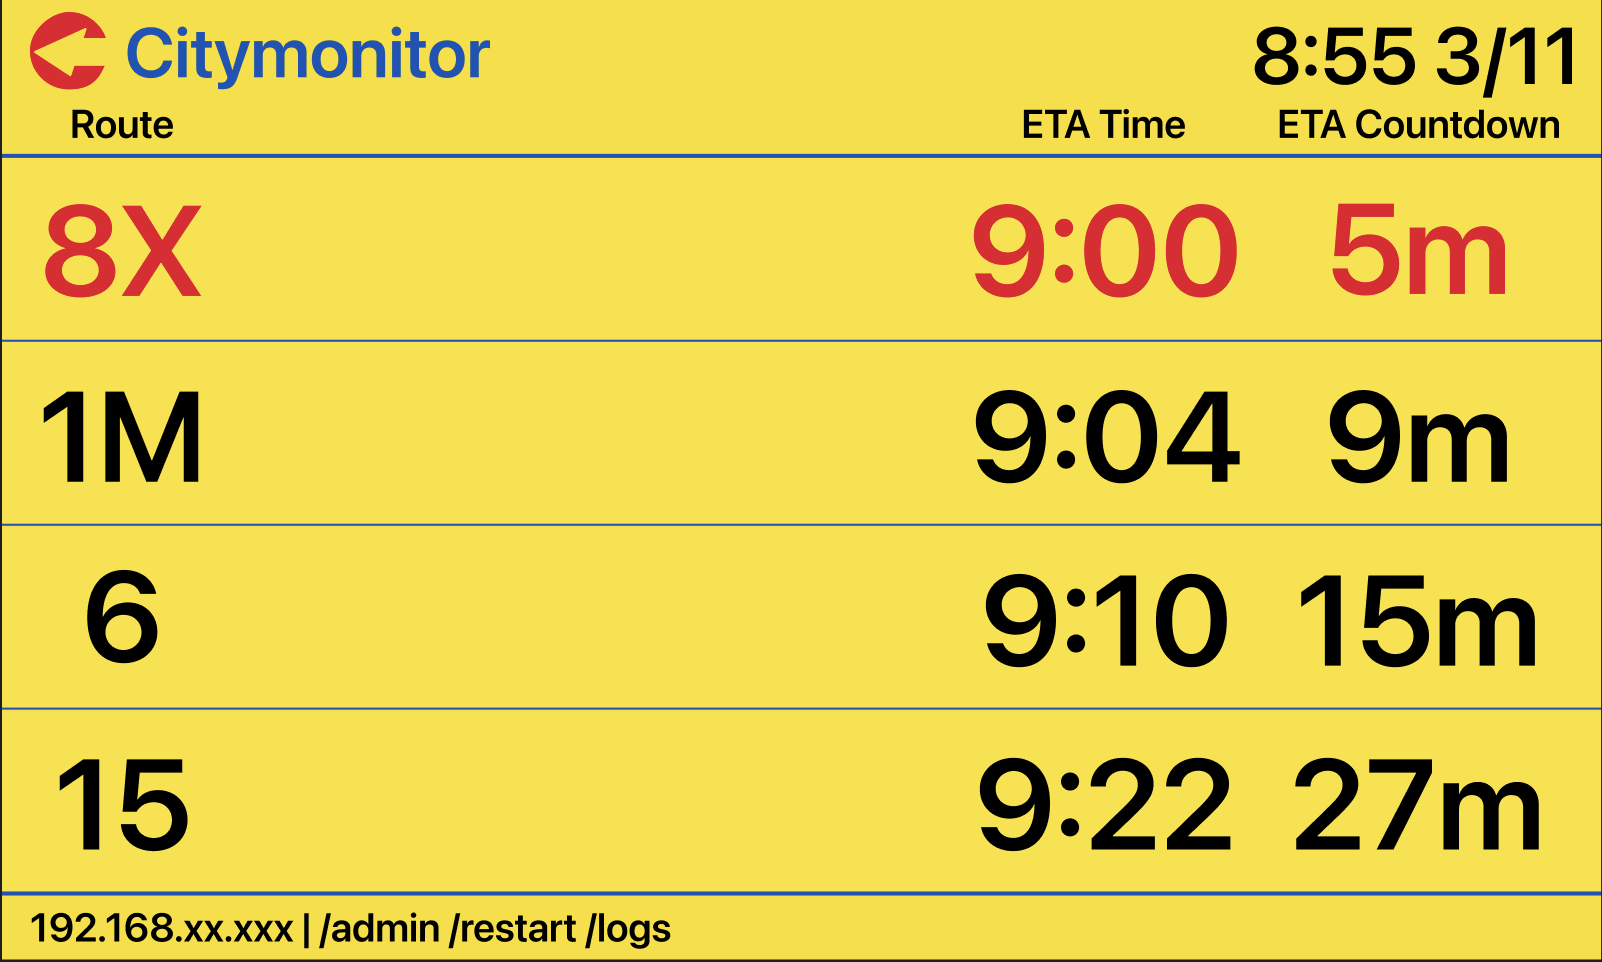 Citymonitor 8:55 3/11
Route ETA Time ETA Countdown
8X 9:00 5m
1M 9:04 9m
6 9:10 15m
15 9:22 27m
192.168.xx.xxx | /admin /restart /logs